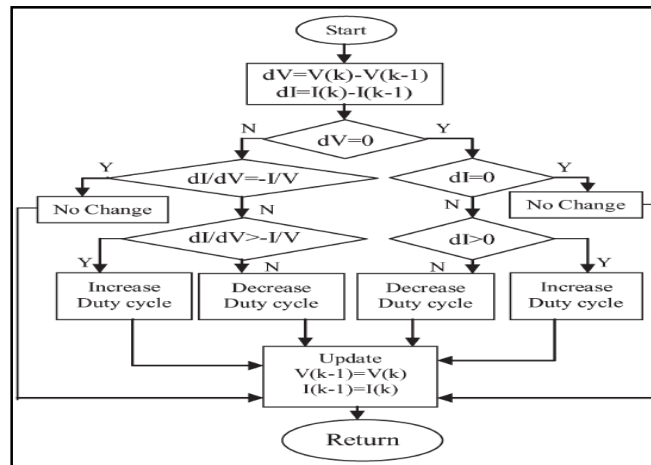 Start
dV=V(k)-V(k-1)
dI=I(k)-I(k-1)
N
Y
dV=0
Y
dI/dV=-I/V
dI=0
Y
No Change
N
N
No Change
dI/dV>-I/V
dI>0
Y
N
N
Y
Increase
Duty cycle
Decrease
Duty cycle
Decrease
Duty cycle
Increase
Duty cycle
Update
V(k-1)=V(k)
I(k-1)=I(k)
Return